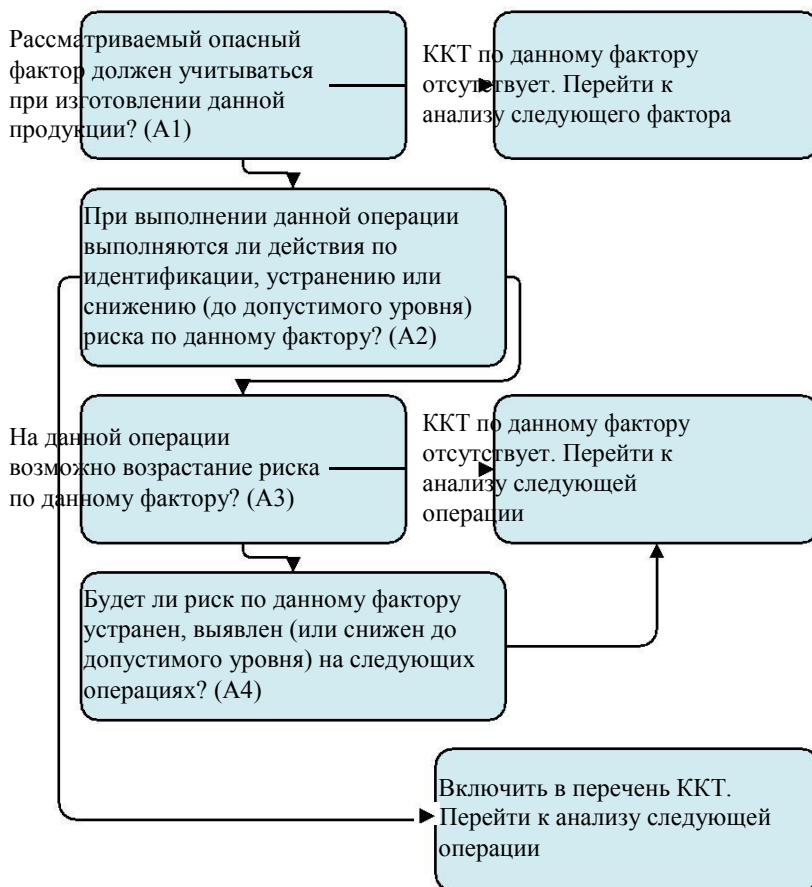 Рассматриваемый опасный
фактор должен учитываться
при изготовлении данной
продукции? (А1)
ККТ по данному фактору
отсутствует. Перейти к
анализу следующего фактора
При выполнении данной операции
выполняются ли действия по
идентификации, устранению или
снижению (до допустимого уровня)
риска по данному фактору? (А2)
На данной операции
возможно возрастание риска
по данному фактору? (А3)
ККТ по данному фактору
отсутствует. Перейти к
анализу следующей
операции
Будет ли риск по данному фактору
устранен, выявлен (или снижен до
допустимого уровня) на следующих
операциях? (А4)
Включить в перечень ККТ.
Перейти к анализу следующей
операции